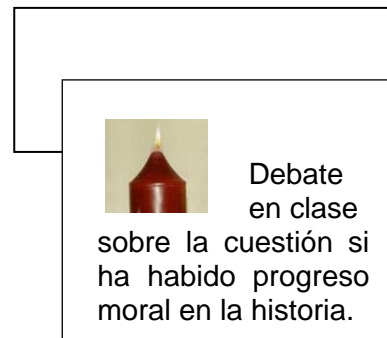 Debate
en clase
sobre la cuestión si
ha habido progreso
moral en la historia.